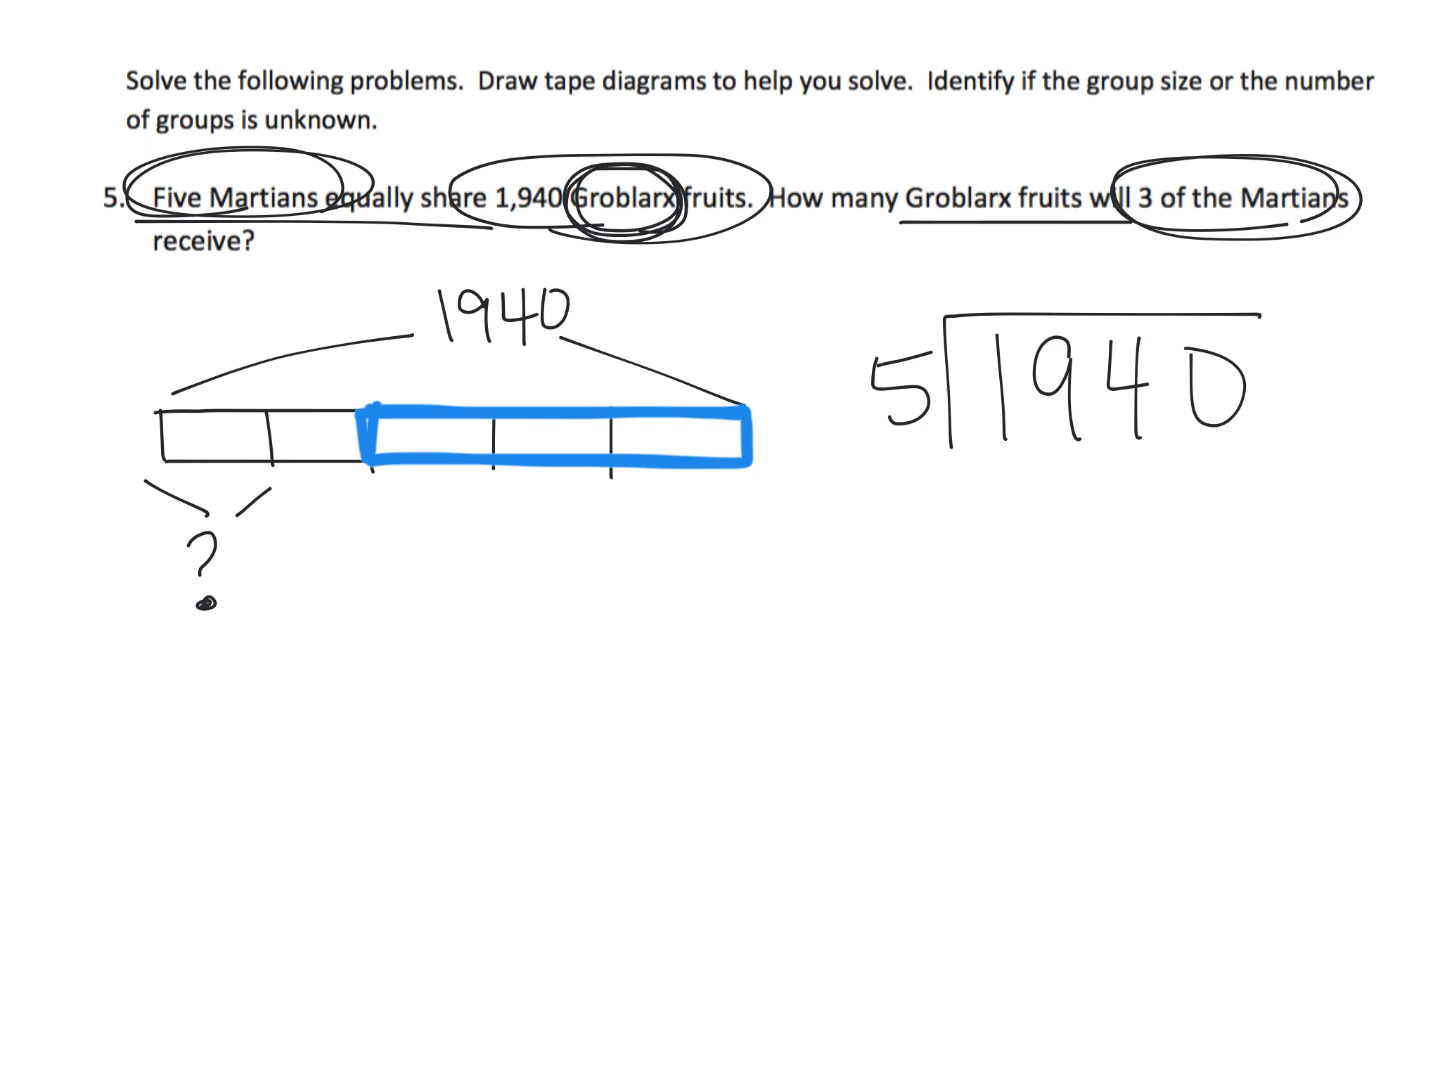 Solve the following problems. Draw tape diagrams to help you solve. Identify if the group size or the number
of groups is unknown.
5. Five Martians equally share 1,940 Groblarx fruits. How many Groblarx fruits will 3 of the Martians
receive?
1940
5 1940
?